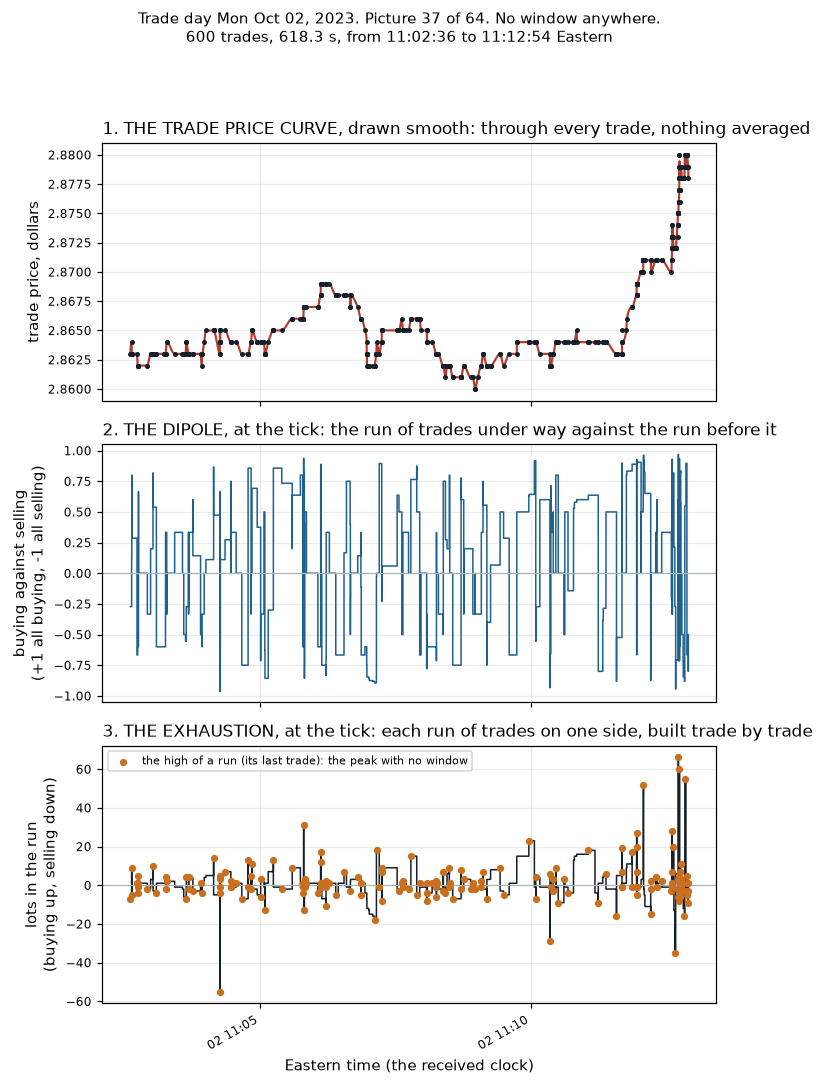 Trade day Mon Oct 02, 2023. Picture 37 of 64. No window anywhere.
600 trades, 618.3 s, from 11:02:36 to 11:12:54 Eastern
1. THE TRADE PRICE CURVE, drawn smooth: through every trade, nothing averaged
trade price, dollars
2.8800
2.8775
2.8750
2.8725
2.8700
2.8675
2.8650
2.8625
2.8600
2. THE DIPOLE, at the tick: the run of trades under way against the run before it
buying against selling
(+1 all buying, -1 all selling)
1.00
0.75
0.50
0.25
0.00
−0.25
−0.50
−0.75
−1.00
3. THE EXHAUSTION, at the tick: each run of trades on one side, built trade by trade
the high of a run (its last trade): the peak with no window
lots in the run
(buying up, selling down)
60
40
20
0
−20
−40
−60
02 11:05
02 11:10
Eastern time (the received clock)